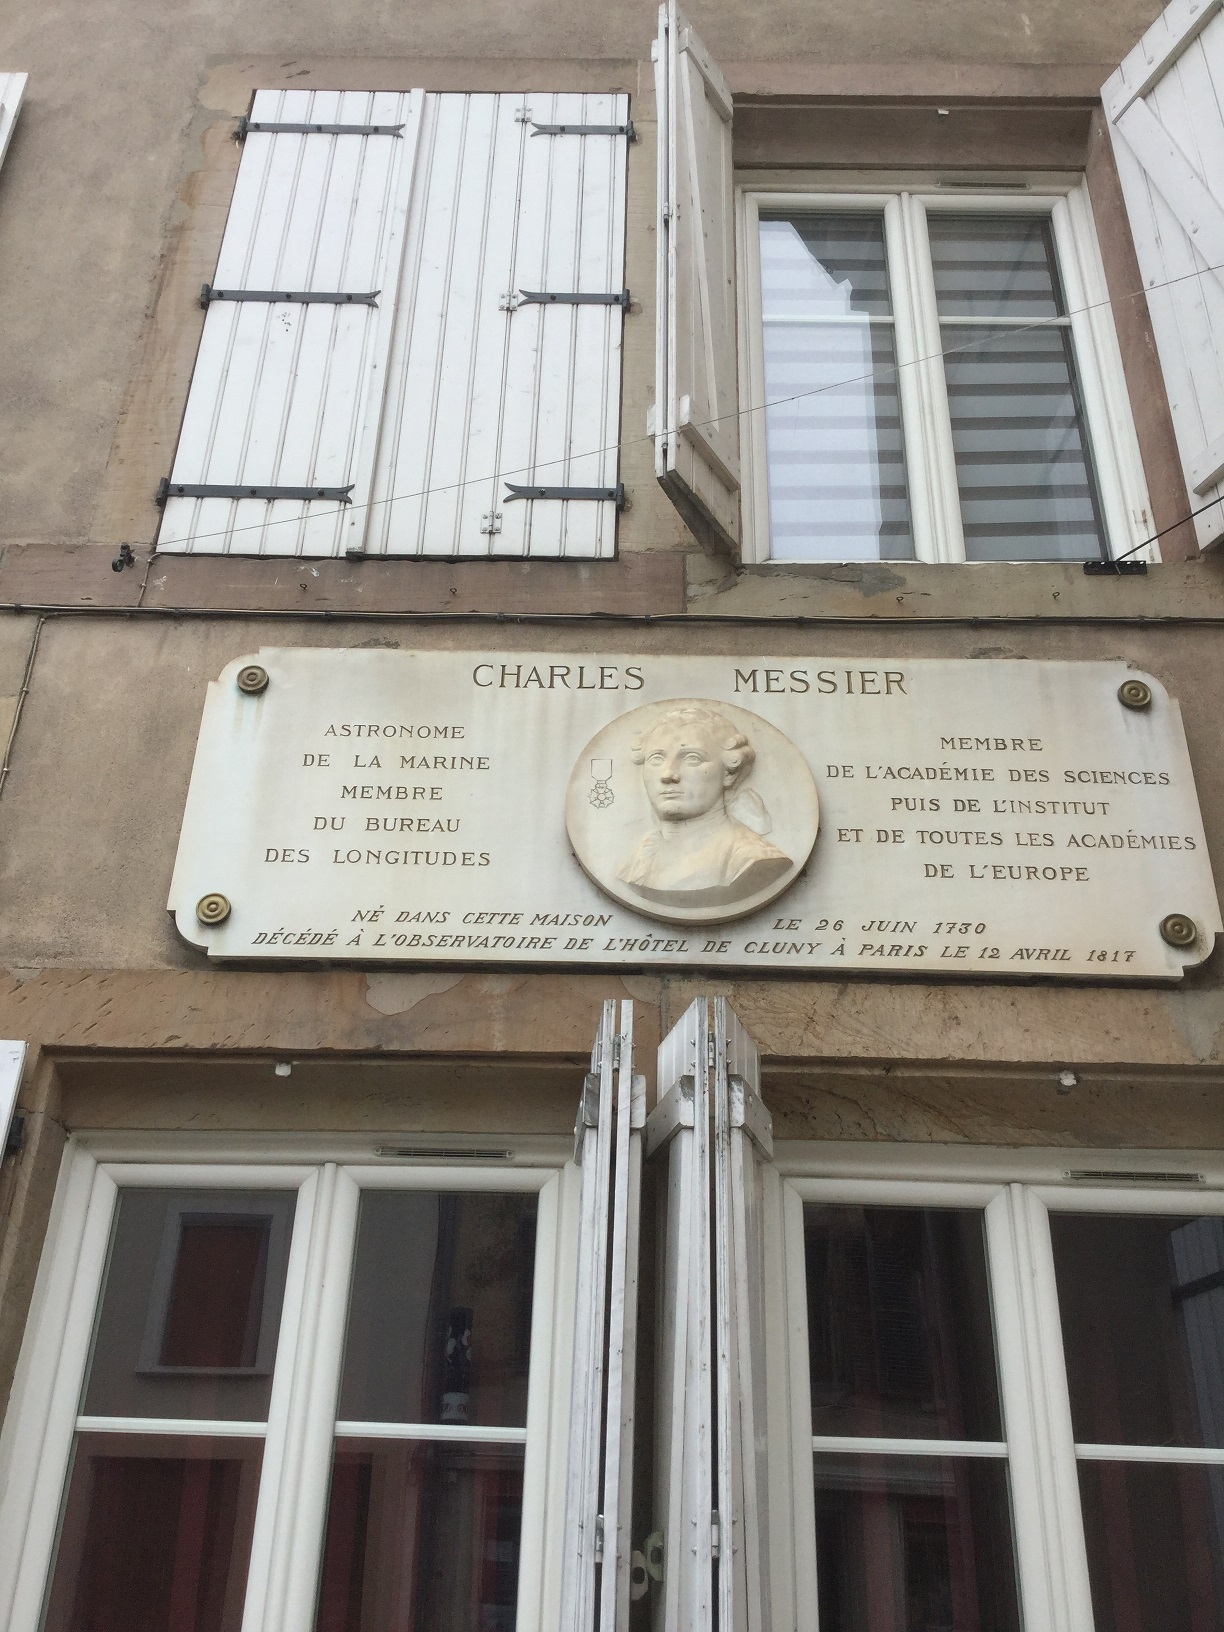 CHARLES MESSIER
ASTRONOME
DE LA MARINE
MEMBRE
DU BUREAU
DES LONGITUDES
MEMBRE
DE L'ACADÉMIE DES SCIENCES
PUIS DE L'INSTITUT
ET DE TOUTES LES ACADÉMIES
DE L'EUROPE
NÉ DANS CETTE MAISON LE 26 JUIN 1730
DÉCÉDÉ À L'OBSERVATOIRE DE L'HÔTEL DE CLUNY À PARIS LE 12 AVRIL 1817